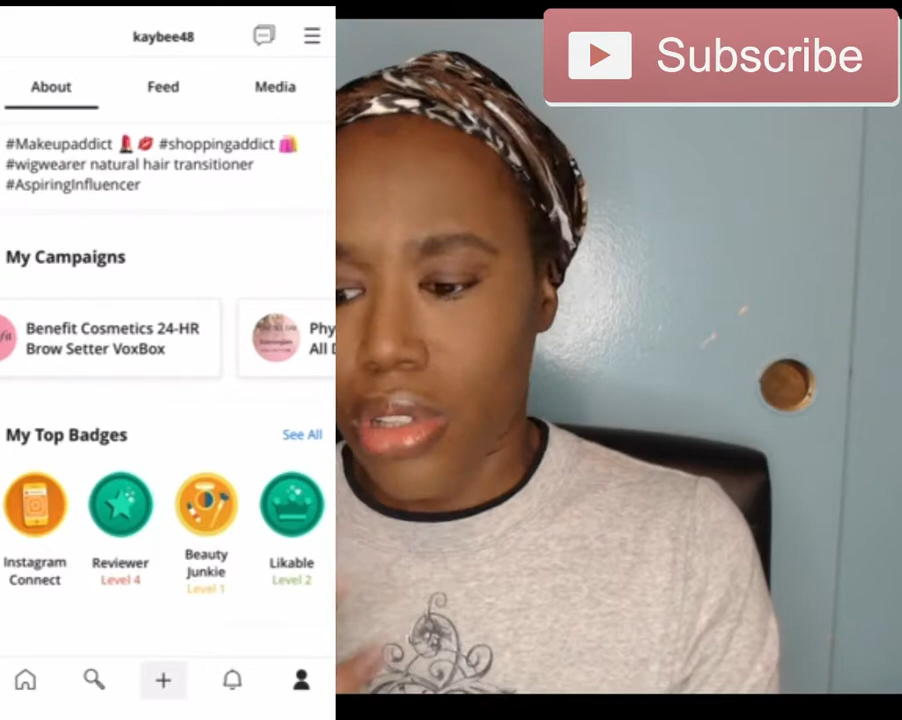 kaybee48
Subscribe
About
Feed
Media
#Makeupaddict 💄💋 #shoppingaddict 🛍️
#wigwearer natural hair transitioner
#AspiringInfluencer
My Campaigns
Benefit Cosmetics 24-HR
Brow Setter VoxBox
Phy
All
My Top Badges
See All
Instagram
Connect
Reviewer
Level 4
Beauty
Junkie
Level 1
Likable
Level 2